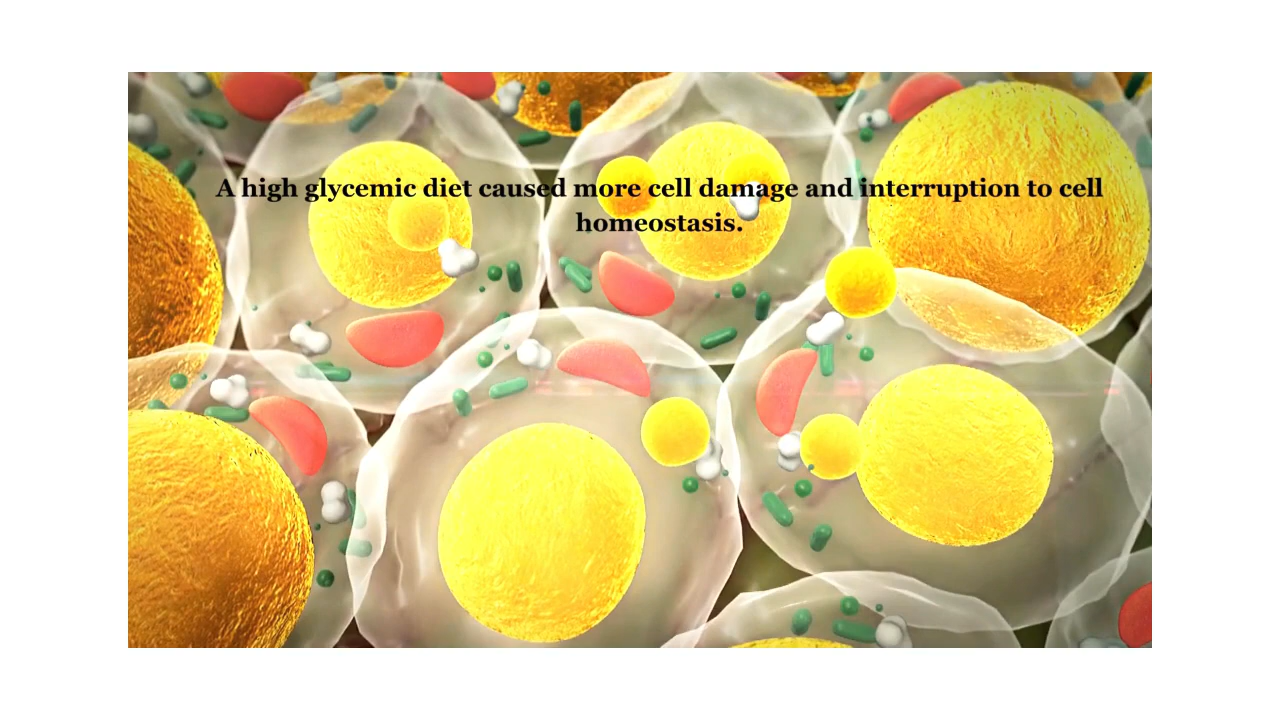 A high glycemic diet caused more cell damage and interruption to cell
homeostasis.